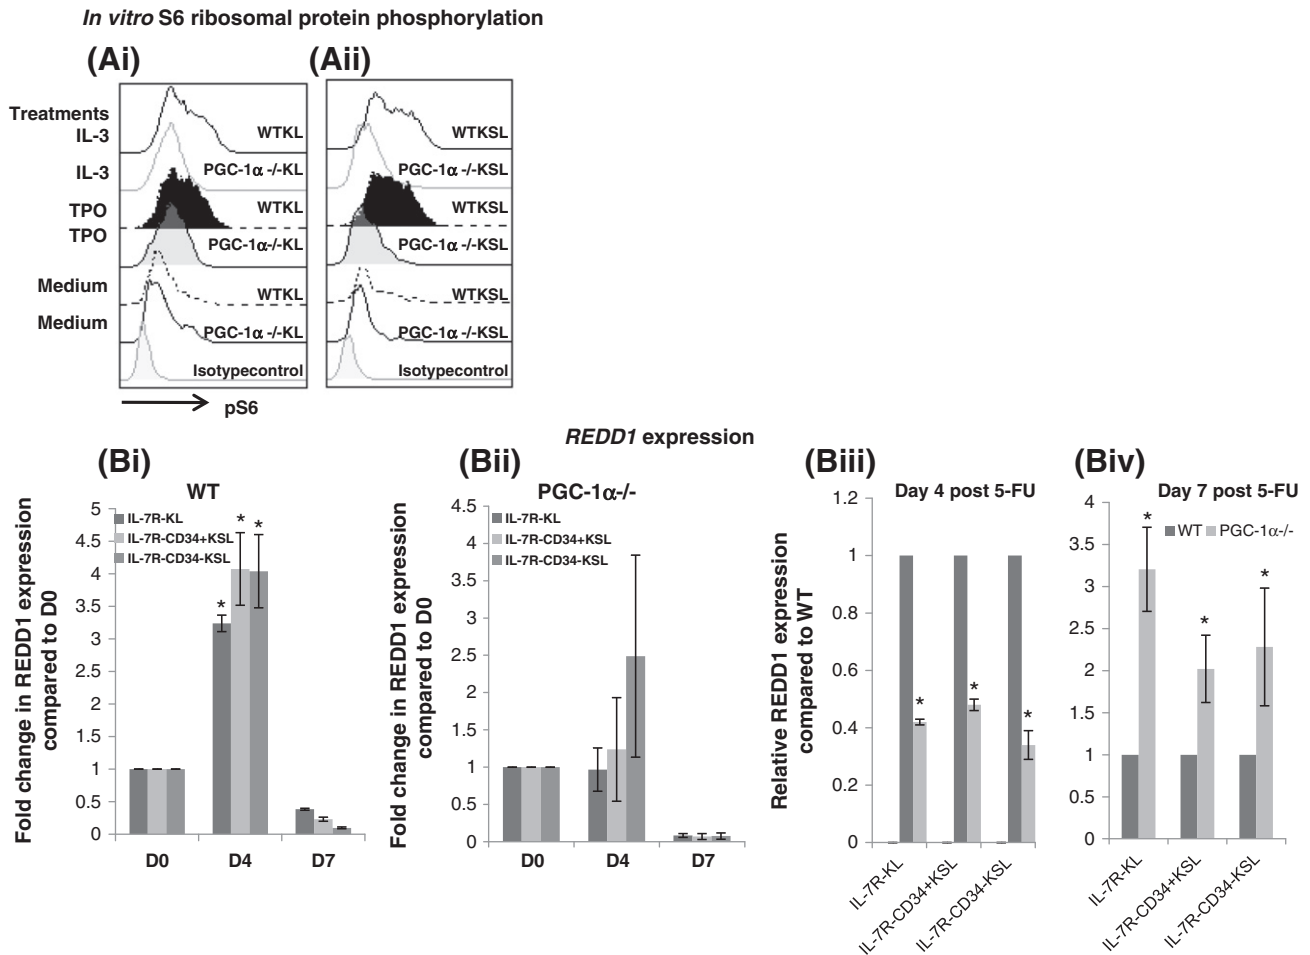 In vitro S6 ribosomal protein phosphorylation
(Ai)
(Aii)
Treatments
IL-3
WTKL
WTKSL
IL-3
PGC-1α -/-KL
PGC-1α -/-KSL
TPO
WTKL
WTKSL
TPO
PGC-1α-/-KL
PGC-1α -/-KSL
Medium
WTKL
WTKSL
Medium
PGC-1α -/-KL
PGC-1α -/-KSL
Isotypecontrol
Isotypecontrol
pS6
REDD1 expression
(Bi)
WT
Fold change in REDD1 expression
compared to D0
5
4.5
4
3.5
3
2.5
2
1.5
1
0.5
0
IL-7R-KL
IL-7R-CD34+KSL
IL-7R-CD34-KSL
*
*
*
D0
D4
D7
(Bii)
PGC-1α-/-
Fold change in REDD1 expression
compared to D0
4.5
4
3.5
3
2.5
2
1.5
1
0.5
0
IL-7R-KL
IL-7R-CD34+KSL
IL-7R-CD34-KSL
D0
D4
D7
(Biii)
Day 4 post 5-FU
Relative REDD1 expression
compared to WT
1.2
1
0.8
0.6
0.4
0.2
0
*
*
*
IL-7R-KL
IL-7R-CD34+KSL
IL-7R-CD34-KSL
(Biv)
Day 7 post 5-FU
4
3.5
3
2.5
2
1.5
1
0.5
0
WT
PGC-1α-/-
*
*
*
IL-7R-KL
IL-7R-CD34+KSL
IL-7R-CD34-KSL